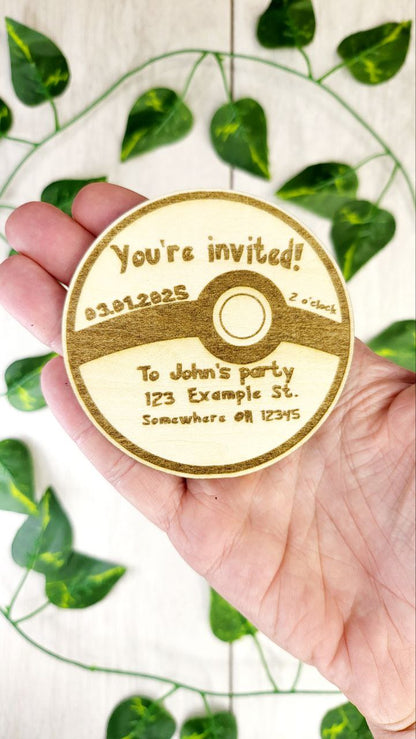 You're invited!
03.01.2025
2 o'clock
To John's party
123 Example St.
Somewhere OR 12345